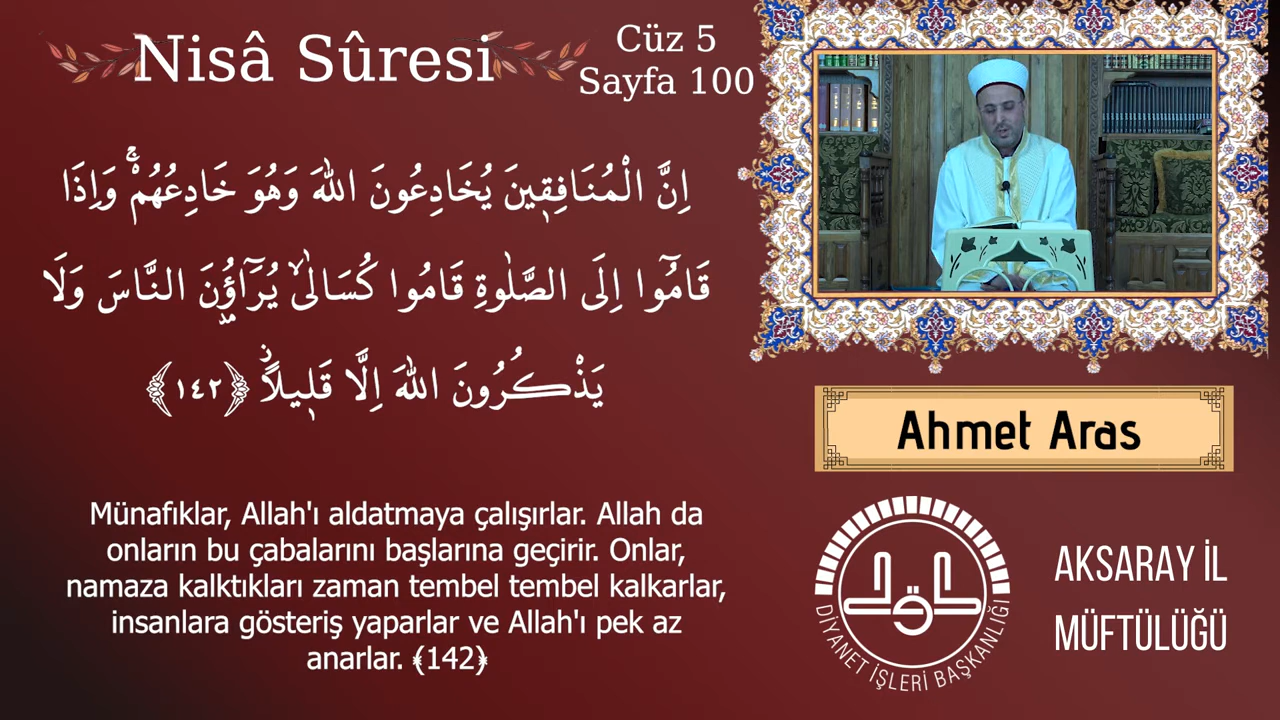 Nisâ Sûresi
Cüz 5
Sayfa 100
اِنَّ الْمُنَافِق۪ينَ يُخَادِعُونَ اللّٰهَ وَهُوَ خَادِعُهُمْۚ وَاِذَا
قَامُٓوا اِلَى الصَّلٰوةِ قَامُوا كُسَالٰىۙ يُرَٓاؤُ۫نَ النَّاسَ وَلَا
يَذْكُرُونَ اللّٰهَ اِلَّا قَل۪يلًاۘ ﴿١٤٢﴾
Münafıklar, Allah'ı aldatmaya çalışırlar. Allah da
onların bu çabalarını başlarına geçirir. Onlar,
namaza kalktıkları zaman tembel tembel kalkarlar,
insanlara gösteriş yaparlar ve Allah'ı pek az
anarlar. ﴾142﴿
Ahmet Aras
DİYANET İŞLERİ BAŞKANLIĞI
AKSARAY İL
MÜFTÜLÜĞÜ